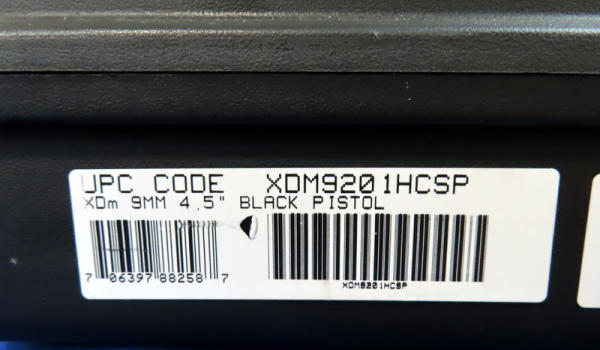 UPC CODE XDM9201HCSP
XDm 9MM 4.5" BLACK PISTOL
7 06397 88258 7
XDM9201HCSP